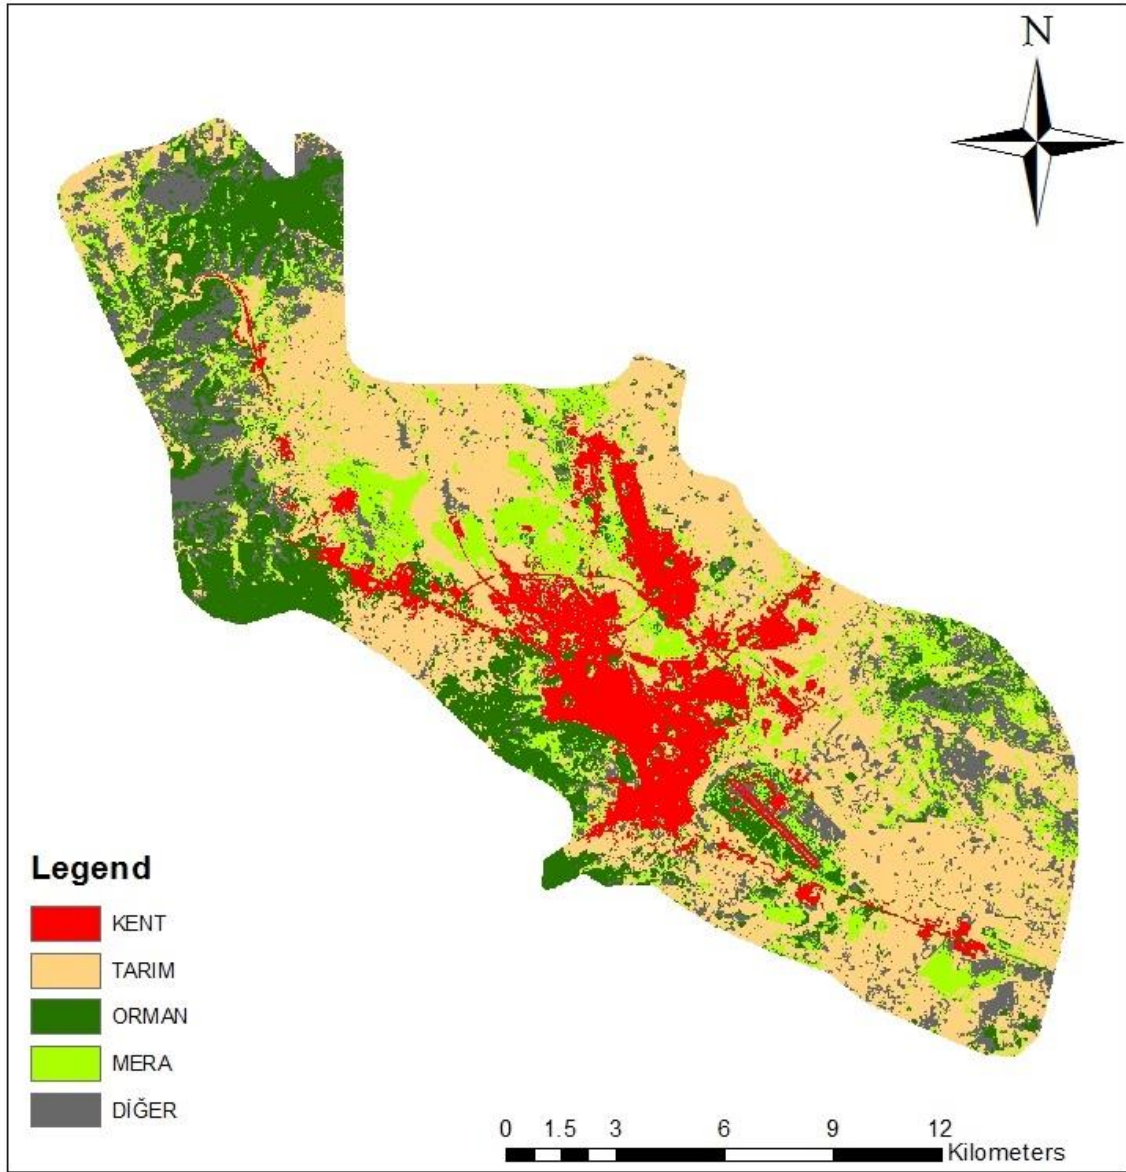 N
Legend
KENT
TARIM
ORMAN
MERA
DİĞER
0 1.5 3 6 9 12
Kilometers